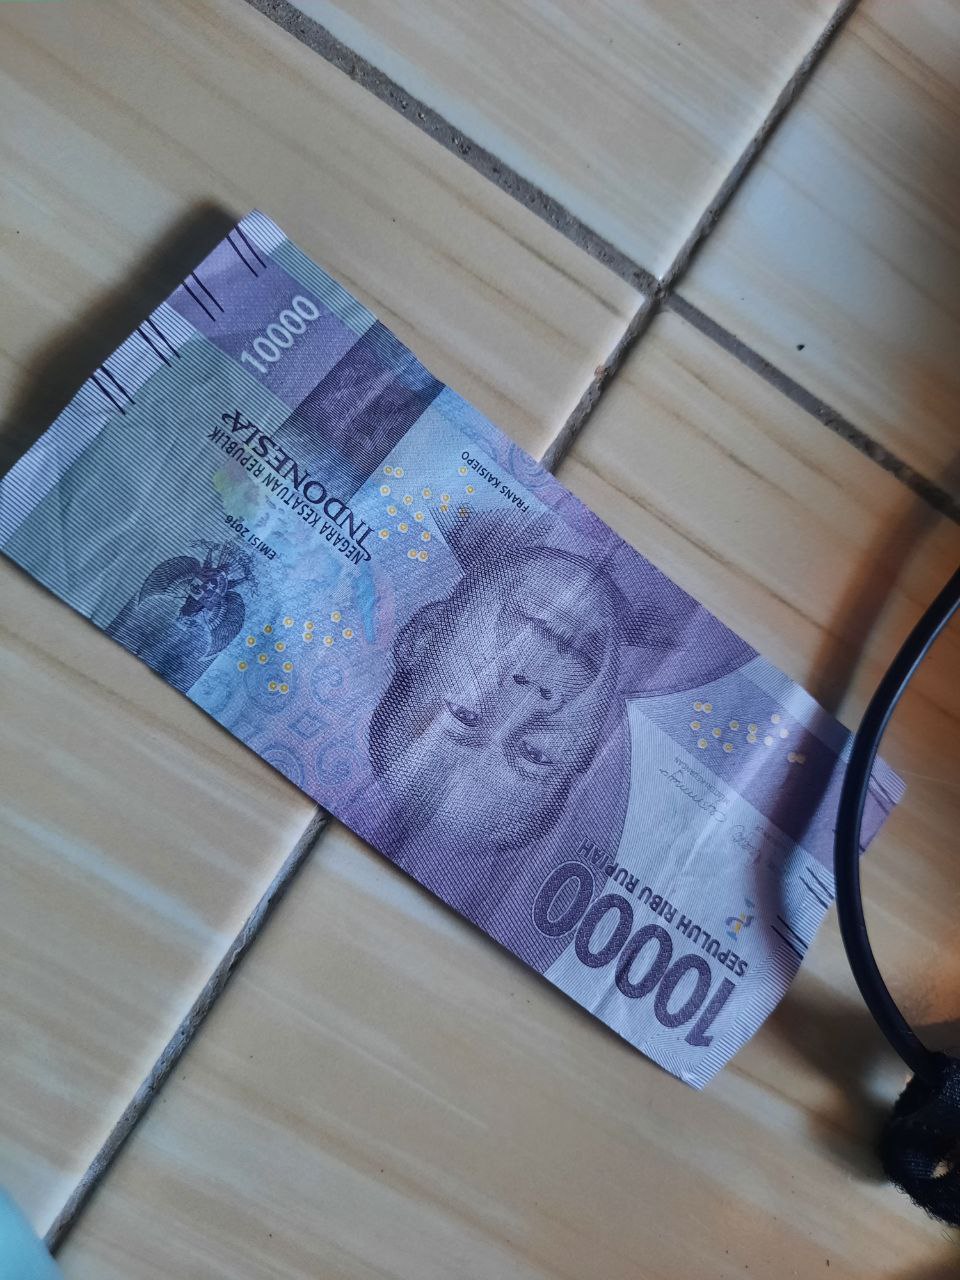 10000
FRANS KAISIEPO
NEGARA KESATUAN REPUBLIK
INDONESIA
EMISI 2016
10000
SEPULUH RIBU RUPIAH